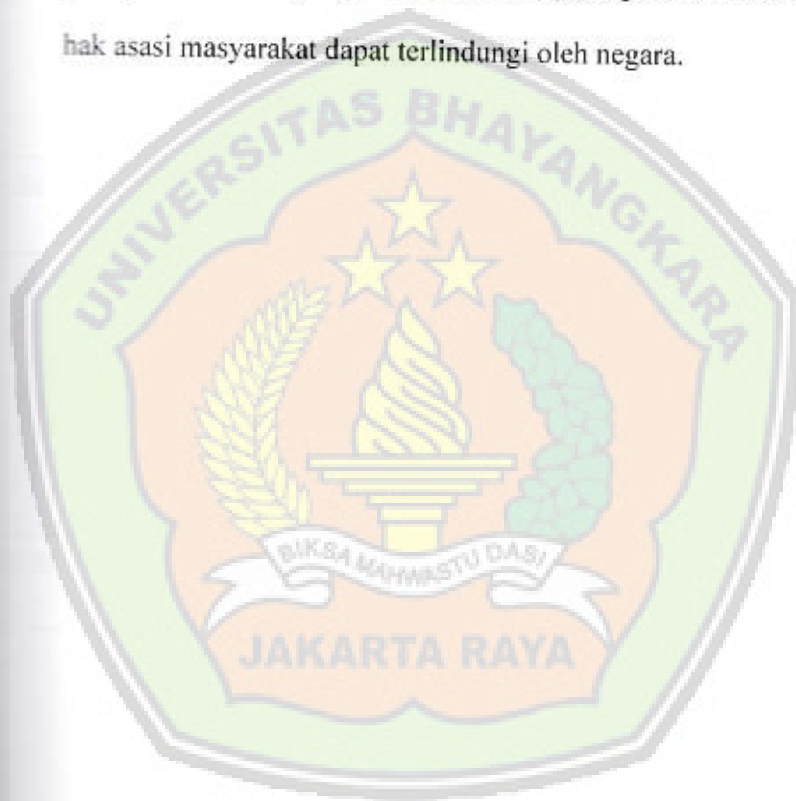 hak asasi masyarakat dapat terlindungi oleh negara.
UNIVERSITAS BHAYANGKARA
BIKSA MAHWASTU DASI
JAKARTA RAYA